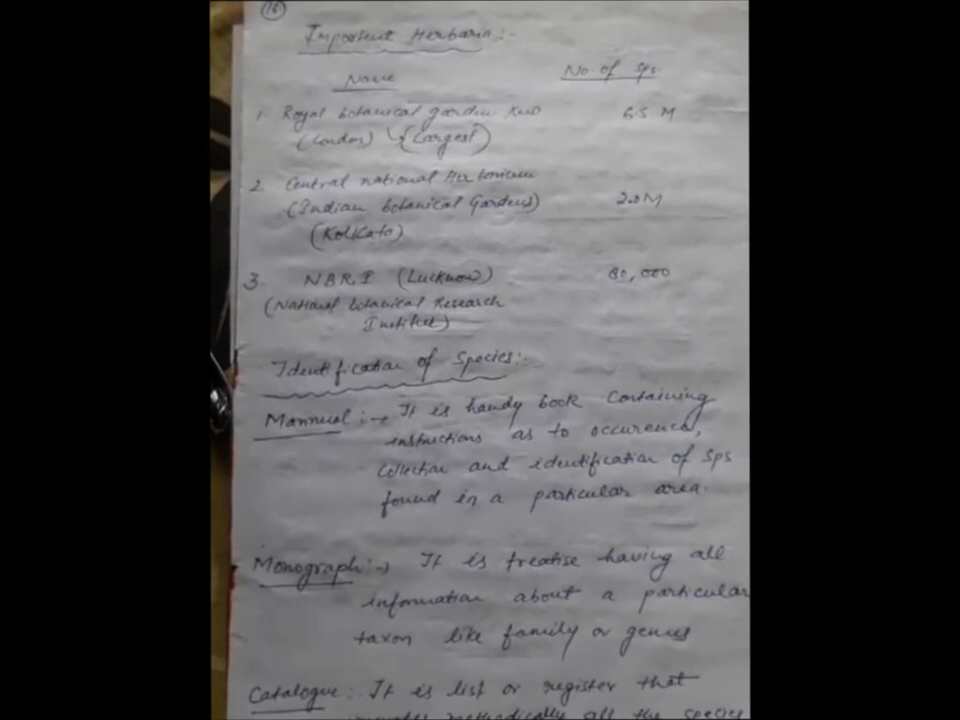 16
Important Herbaria:-
Name No. of sps.
1. Royal botanical garden Kew 6.5 M
(London) (Largest)
2. Central national Herbarium
(Indian botanical Gardens) 2.0 M
(Kolkata)
3. NBRI (Lucknow) 80,000
(National botanical Research
Institut)
Identification of Species:-
Mannual :→ It is handy book containing
instructions as to occurence,
collection and identification of sps
found in a particular area.
Monograph:→ It is treatise having all
information about a particular
taxon like family or genus
Catalogue:- It is list or register that
methodically all the species